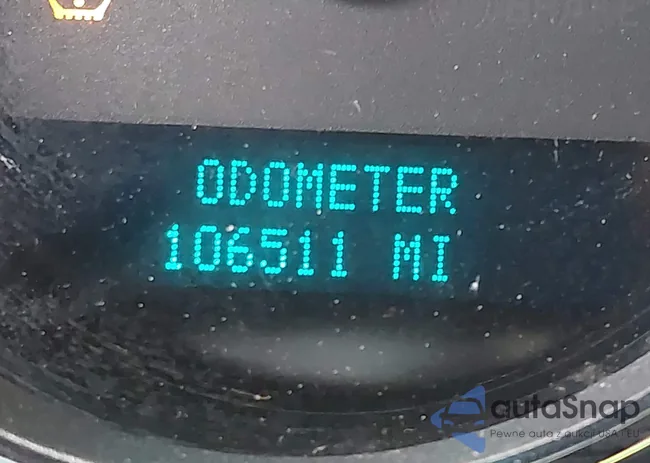 ODOMETER
106511 MI
autaSnap
Pewne auta z aukcji USA i EU